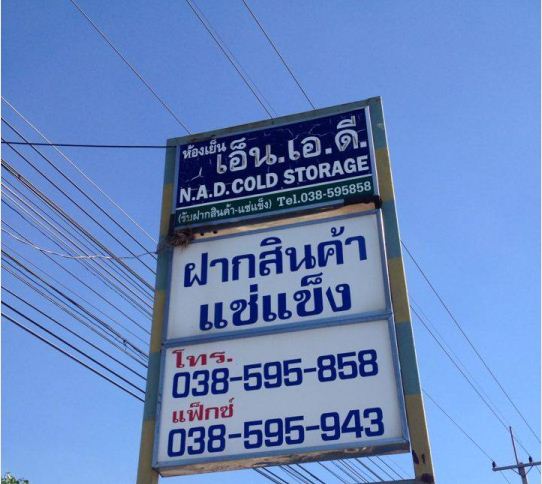 ห้องเย็น เอ็น.เอ.ดี.
N.A.D. COLD STORAGE
(รับฝากสินค้า-แช่แข็ง) Tel.038-595858
ฝากสินค้า
แช่แข็ง
โทร.
038-595-858
แฟ็กซ์
038-595-943